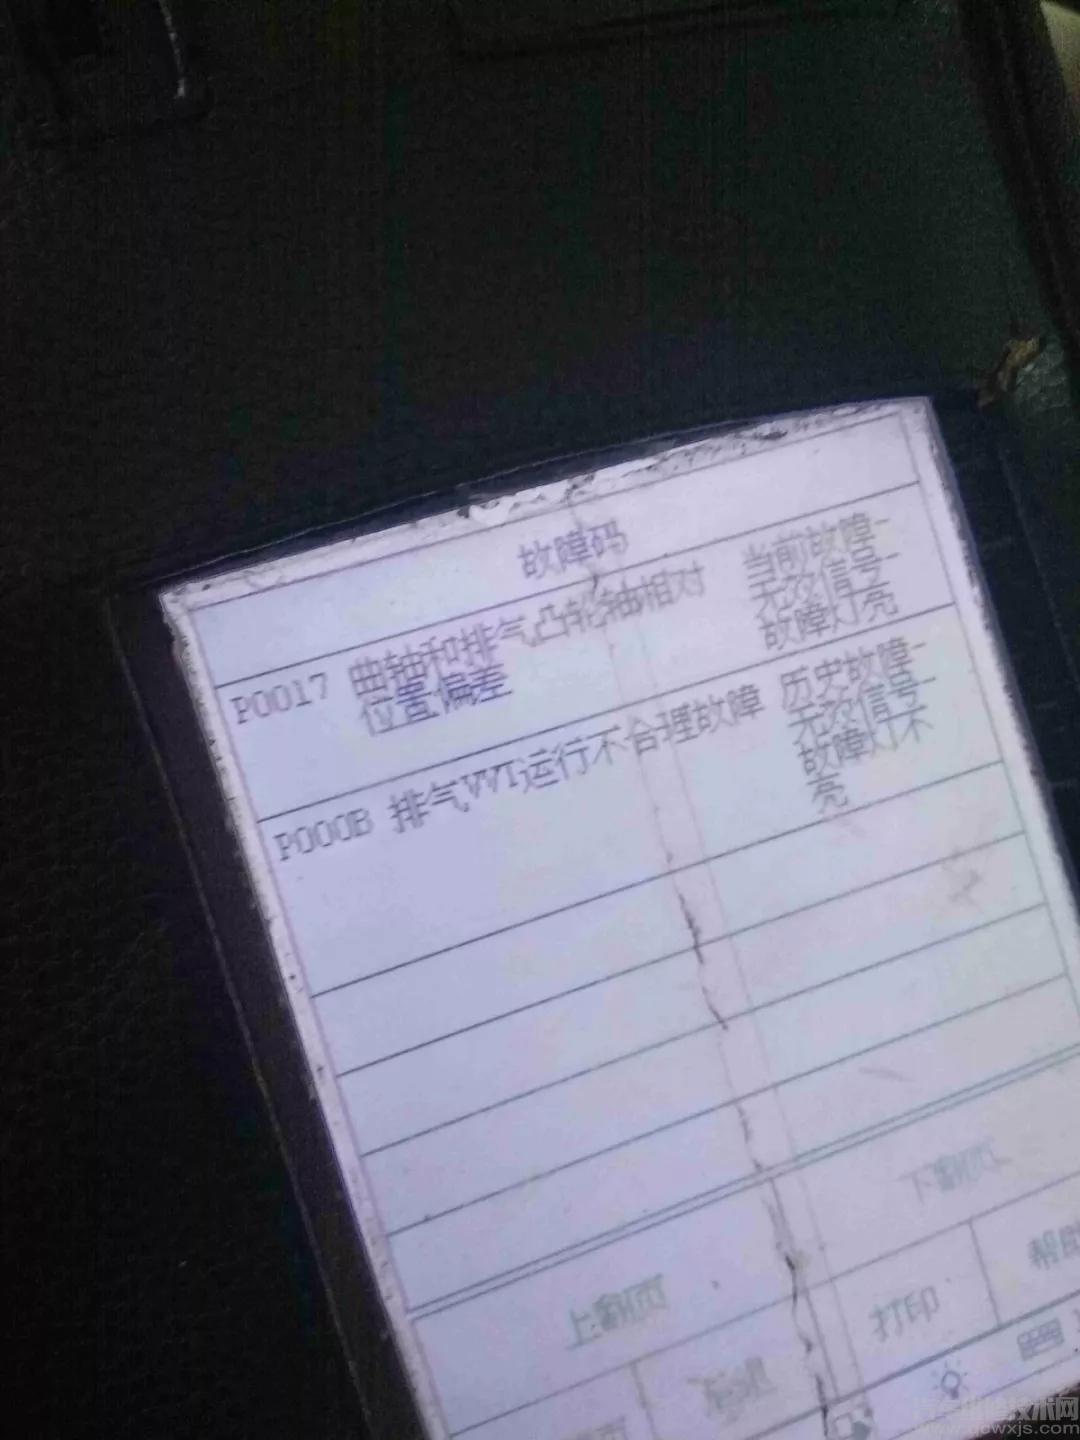 故障码
P0017 曲轴和排气凸轮轴相对
位置偏差
当前故障-
无效信号-
故障灯亮
P000B 排气VVT运行不合理故障
历史故障-
无效信号-
故障灯不
亮
下翻页
上翻页
打印
帮助
www.qcwxjs.com